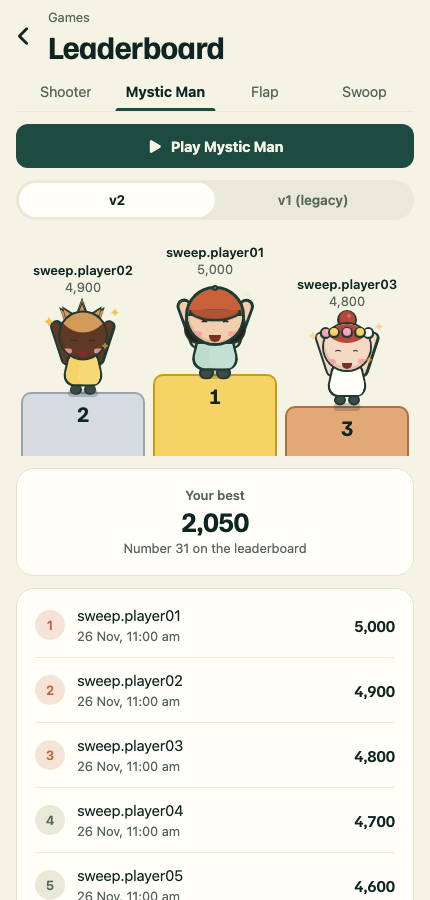 Games
Leaderboard
Shooter
Mystic Man
Flap
Swoop
Play Mystic Man
v2
v1 (legacy)
sweep.player01
5,000
sweep.player02
4,900
sweep.player03
4,800
2
1
3
Your best
2,050
Number 31 on the leaderboard
1
sweep.player01
26 Nov, 11:00 am
5,000
2
sweep.player02
26 Nov, 11:00 am
4,900
3
sweep.player03
26 Nov, 11:00 am
4,800
4
sweep.player04
26 Nov, 11:00 am
4,700
5
sweep.player05
26 Nov, 11:00 am
4,600